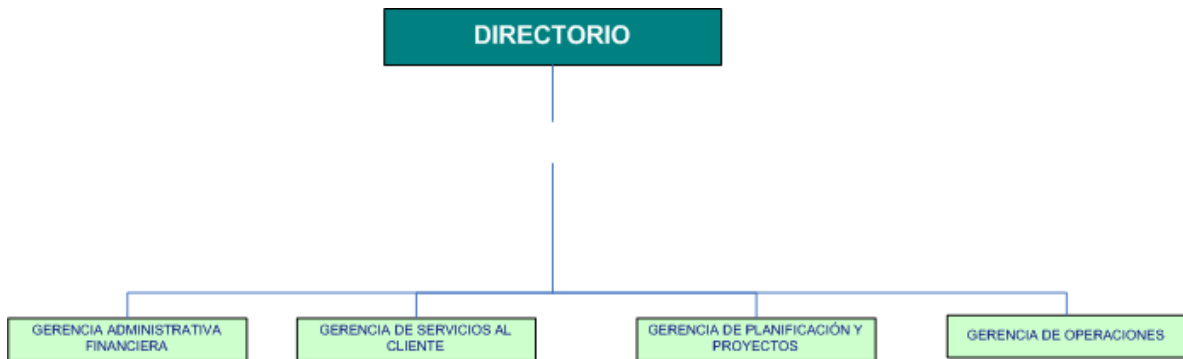 DIRECTORIO
GERENCIA ADMINISTRATIVA
FINANCIERA
GERENCIA DE SERVICIOS AL
CLIENTE
GERENCIA DE PLANIFICACIÓN Y
PROYECTOS
GERENCIA DE OPERACIONES